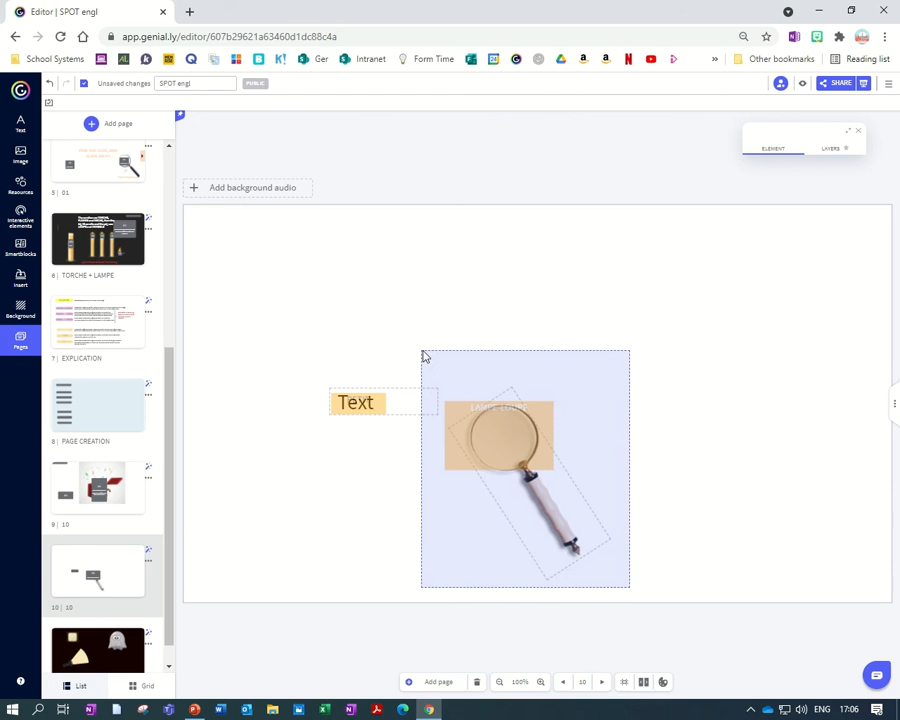 Editor | SPOT engl
app.genial.ly/editor/607b29621a63460d1dc88c4a
School Systems
Ger
Intranet
Form Time
Other bookmarks
Reading list
Unsaved changes
SPOT engl
PUBLIC
SHARE
Text
Image
Resources
Interactive elements
Smartblocks
Insert
Background
Pages
Add page
5 | 01
6 | TORCHE + LAMPE
7 | EXPLICATION
8 | PAGE CREATION
9 | 10
10 | 10
List
Grid
Add background audio
ELEMENT
LAYERS
Text
LAMPE-LOUPE
Add page
100%
10
ENG
17:06